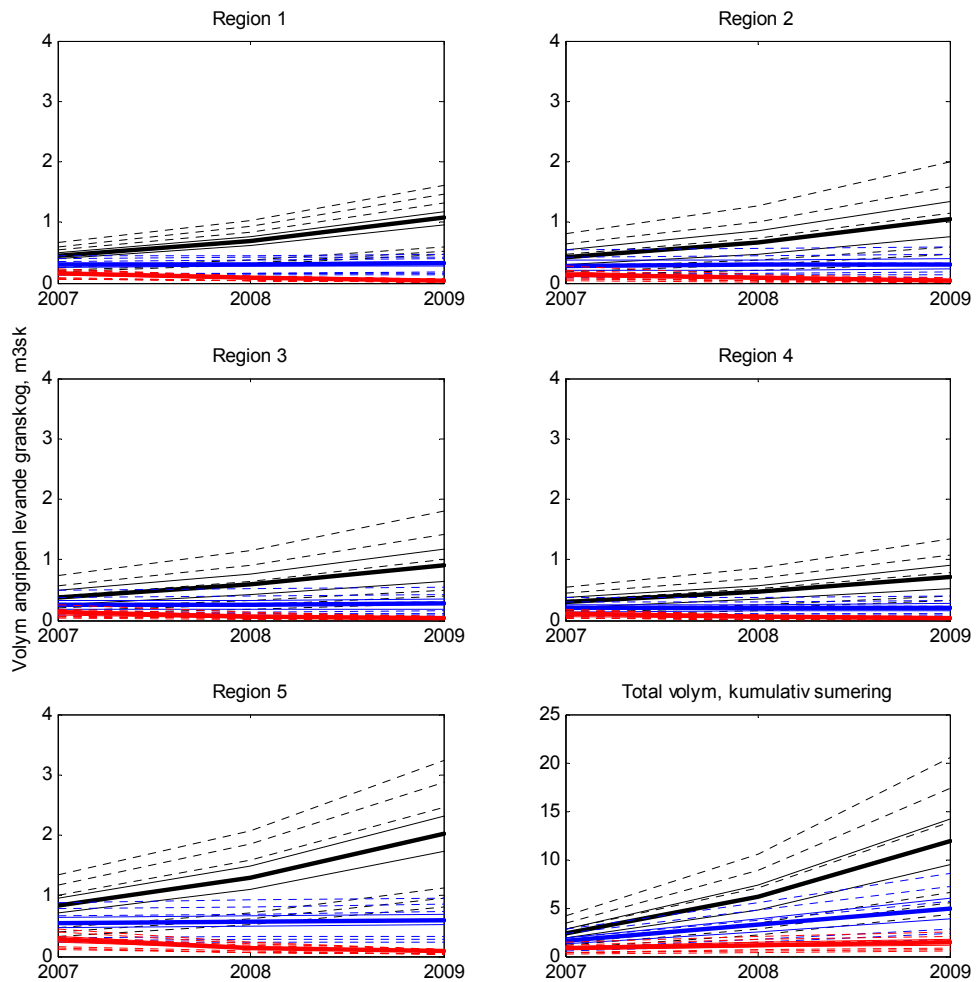 Region 1
Region 2
4
3
2
1
0
2007 2008 2009
4
3
2
1
0
2007 2008 2009
Volym angripen levande granskog, m3sk
Region 3
Region 4
4
3
2
1
0
2007 2008 2009
4
3
2
1
0
2007 2008 2009
Region 5
Total volym, kumulativ sumering
4
3
2
1
0
2007 2008 2009
25
20
15
10
5
0
2007 2008 2009